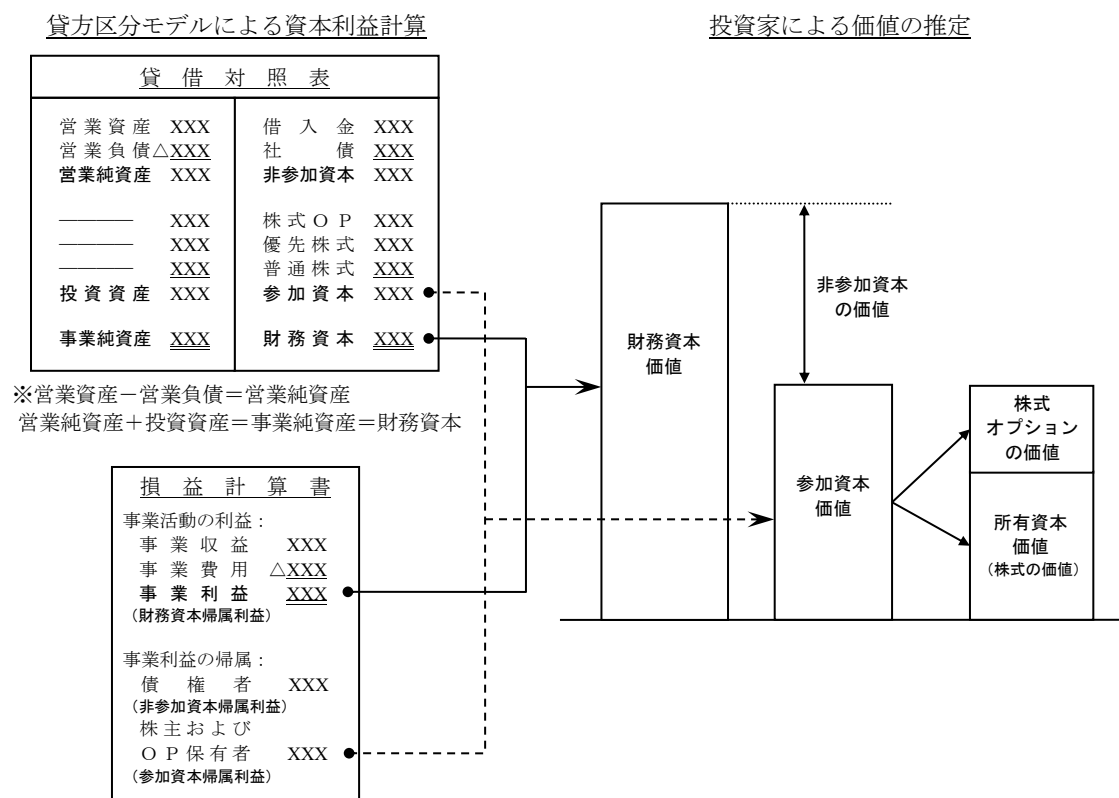 貸方区分モデルによる資本利益計算
投資家による価値の推定
貸借対照表
営業資産 XXX 借入金 XXX
営業負債△XXX 社債 XXX
営業純資産 XXX 非参加資本 XXX
――― XXX 株式OP XXX
――― XXX 優先株式 XXX
――― XXX 普通株式 XXX
投資資産 XXX 参加資本 XXX
事業純資産 XXX 財務資本 XXX
※営業資産-営業負債=営業純資産
営業純資産+投資資産=事業純資産=財務資本
損益計算書
事業活動の利益:
事業収益 XXX
事業費用 △XXX
事業利益 XXX
(財務資本帰属利益)
事業利益の帰属:
債権者 XXX
(非参加資本帰属利益)
株主および
OP保有者 XXX
(参加資本帰属利益)
財務資本
価値
非参加資本
の価値
参加資本
価値
株式
オプション
の価値
所有資本
価値
(株式の価値)